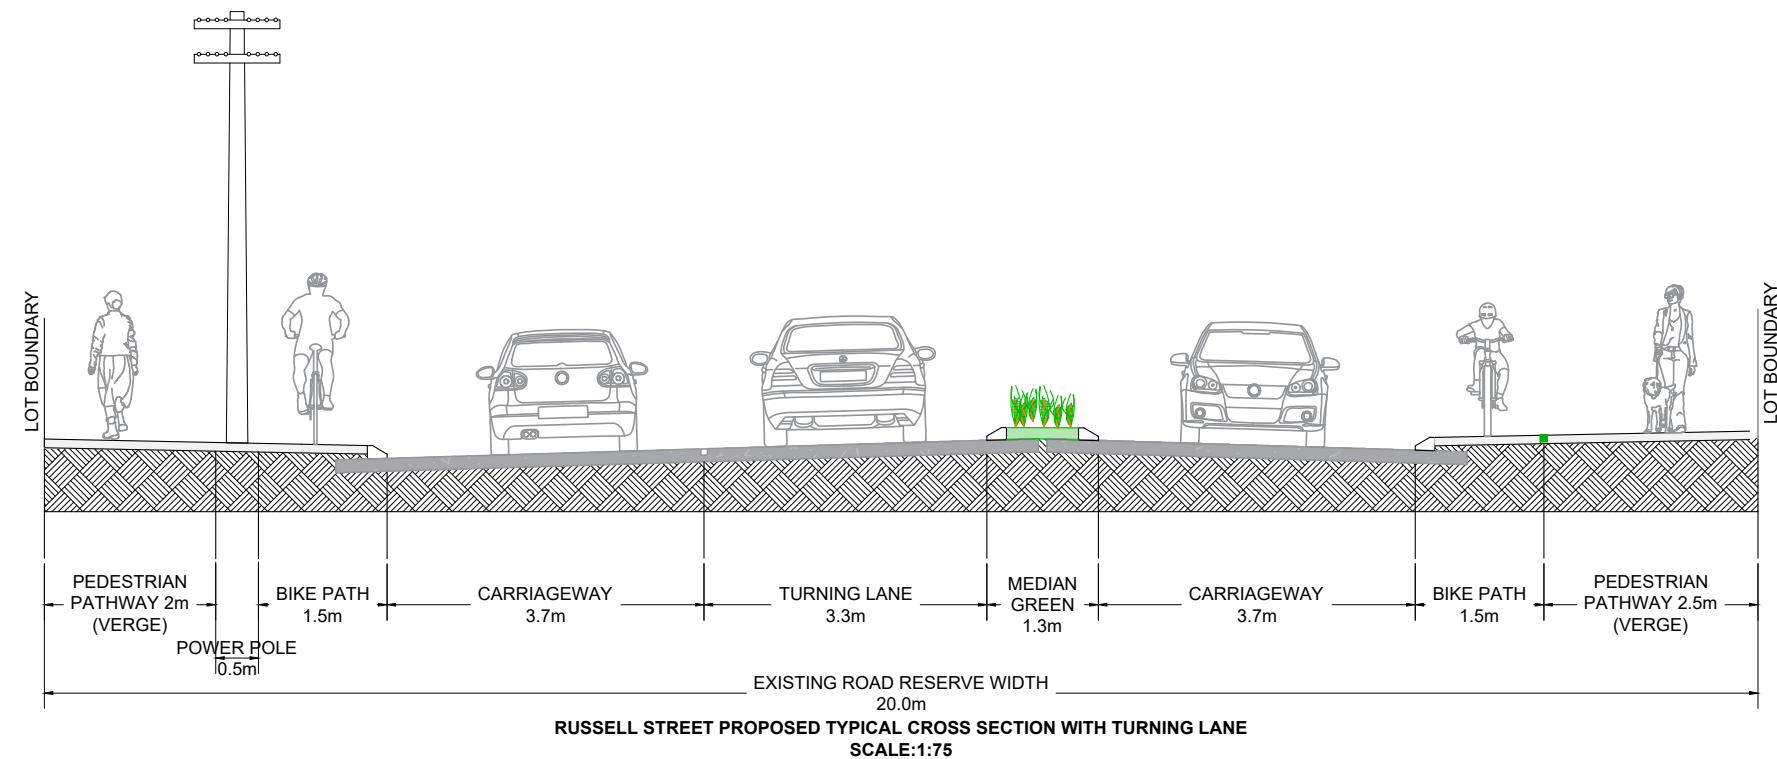 LOT BOUNDARY
LOT BOUNDARY
PEDESTRIAN
PATHWAY 2m
(VERGE)
POWER POLE
0.5m
BIKE PATH
1.5m
CARRIAGEWAY
3.7m
TURNING LANE
3.3m
MEDIAN
GREEN
1.3m
CARRIAGEWAY
3.7m
BIKE PATH
1.5m
PEDESTRIAN
PATHWAY 2.5m
(VERGE)
EXISTING ROAD RESERVE WIDTH
20.0m
RUSSELL STREET PROPOSED TYPICAL CROSS SECTION WITH TURNING LANE
SCALE:1:75